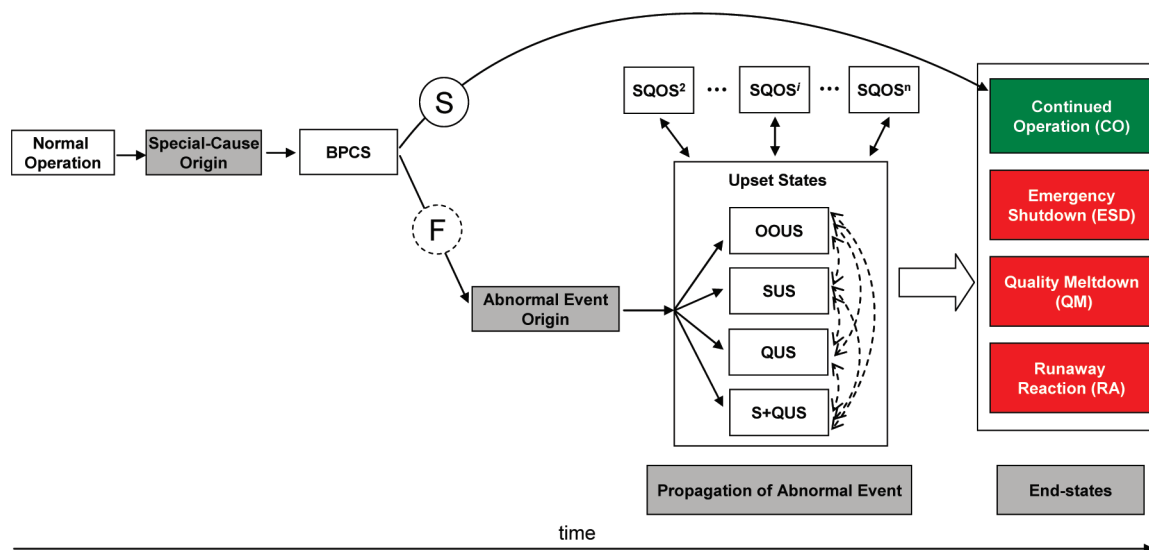 Normal
Operation
Special-Cause
Origin
BPCS
S
F
Abnormal Event
Origin
SQOS²
...
SQOSⁱ
...
SQOSⁿ
Upset States
OOUS
SUS
QUS
S+QUS
Continued
Operation (CO)
Emergency
Shutdown (ESD)
Quality Meltdown
(QM)
Runaway
Reaction (RA)
Propagation of Abnormal Event
End-states
time